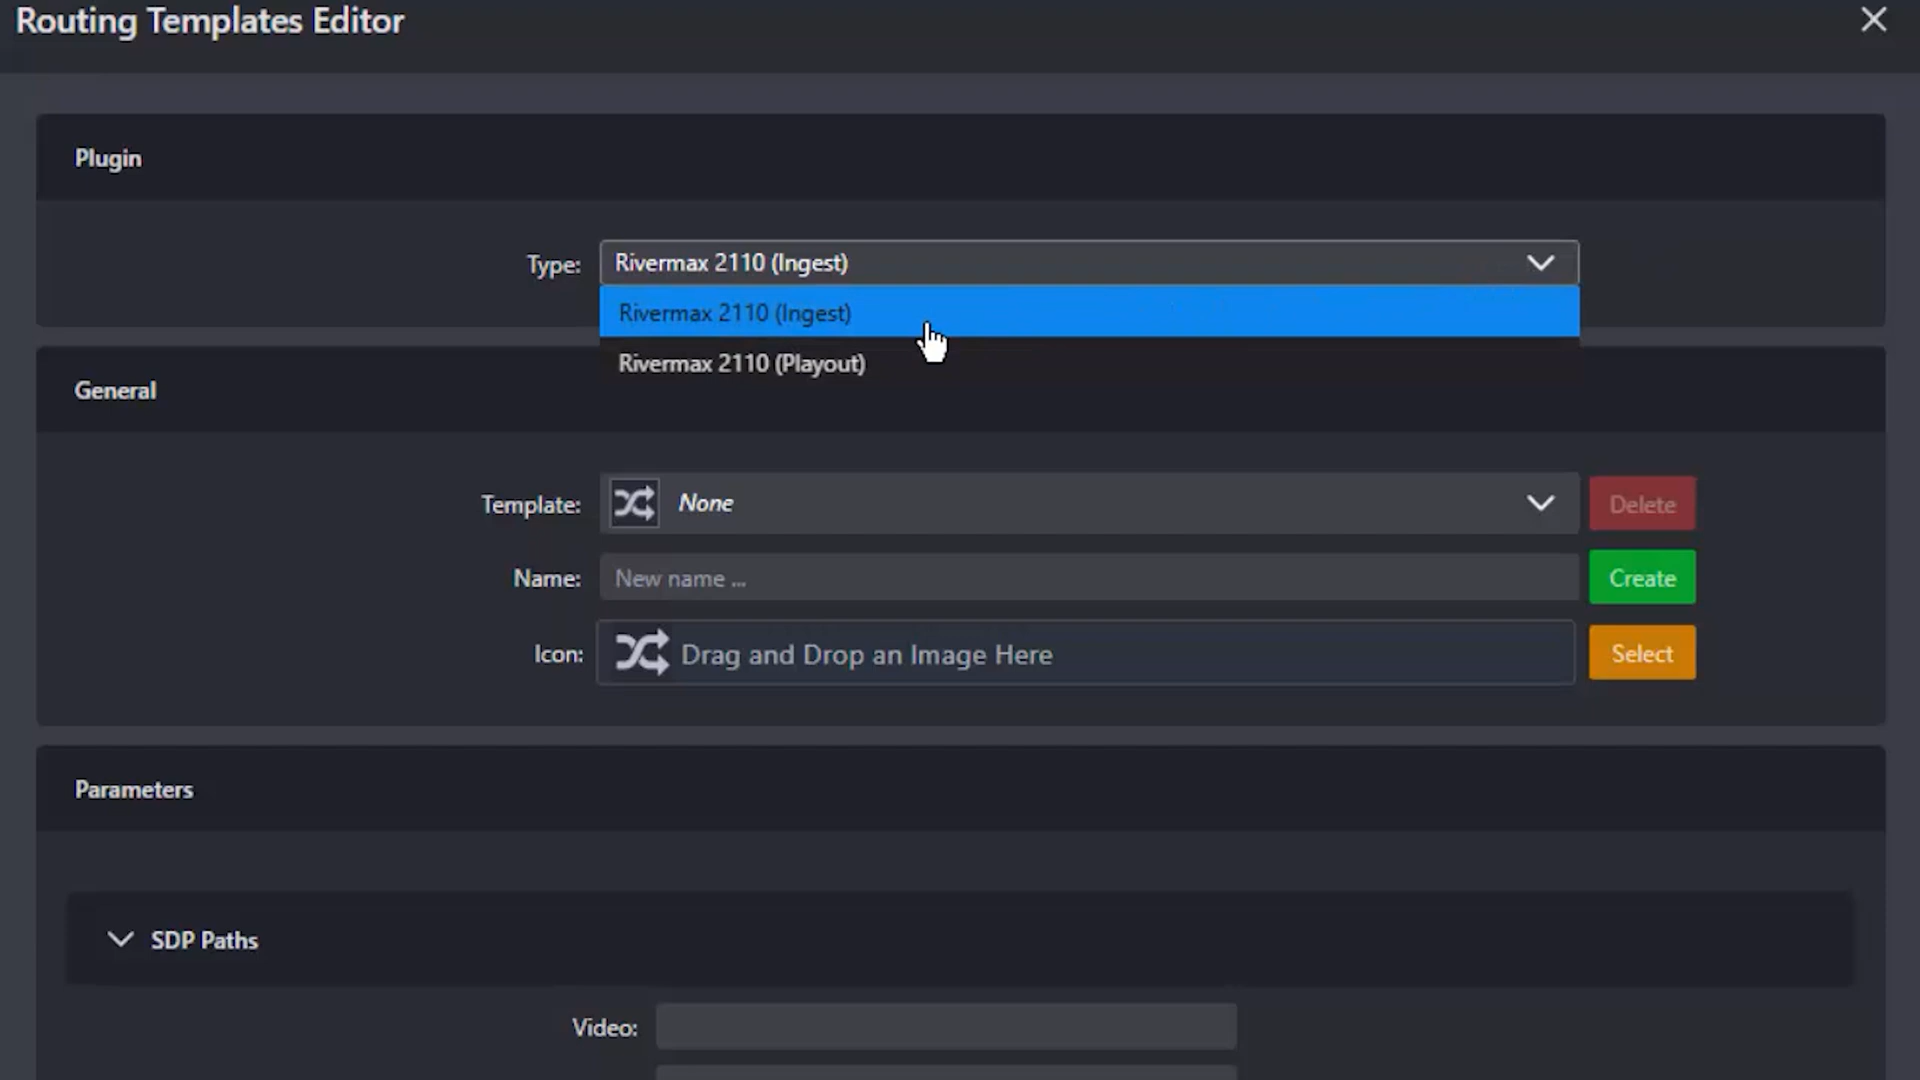 Routing Templates Editor
Plugin
Type: Rivermax 2110 (Ingest)
Rivermax 2110 (Ingest)
Rivermax 2110 (Playout)
General
Template: None Delete
Name: New name ... Create
Icon: Drag and Drop an Image Here Select
Parameters
SDP Paths
Video: